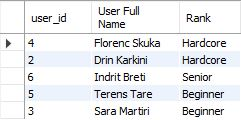 user_id User Full Name Rank
4 Florenc Skuka Hardcore
2 Drin Karkini Hardcore
6 Indrit Breti Senior
5 Terens Tare Beginner
3 Sara Martiri Beginner